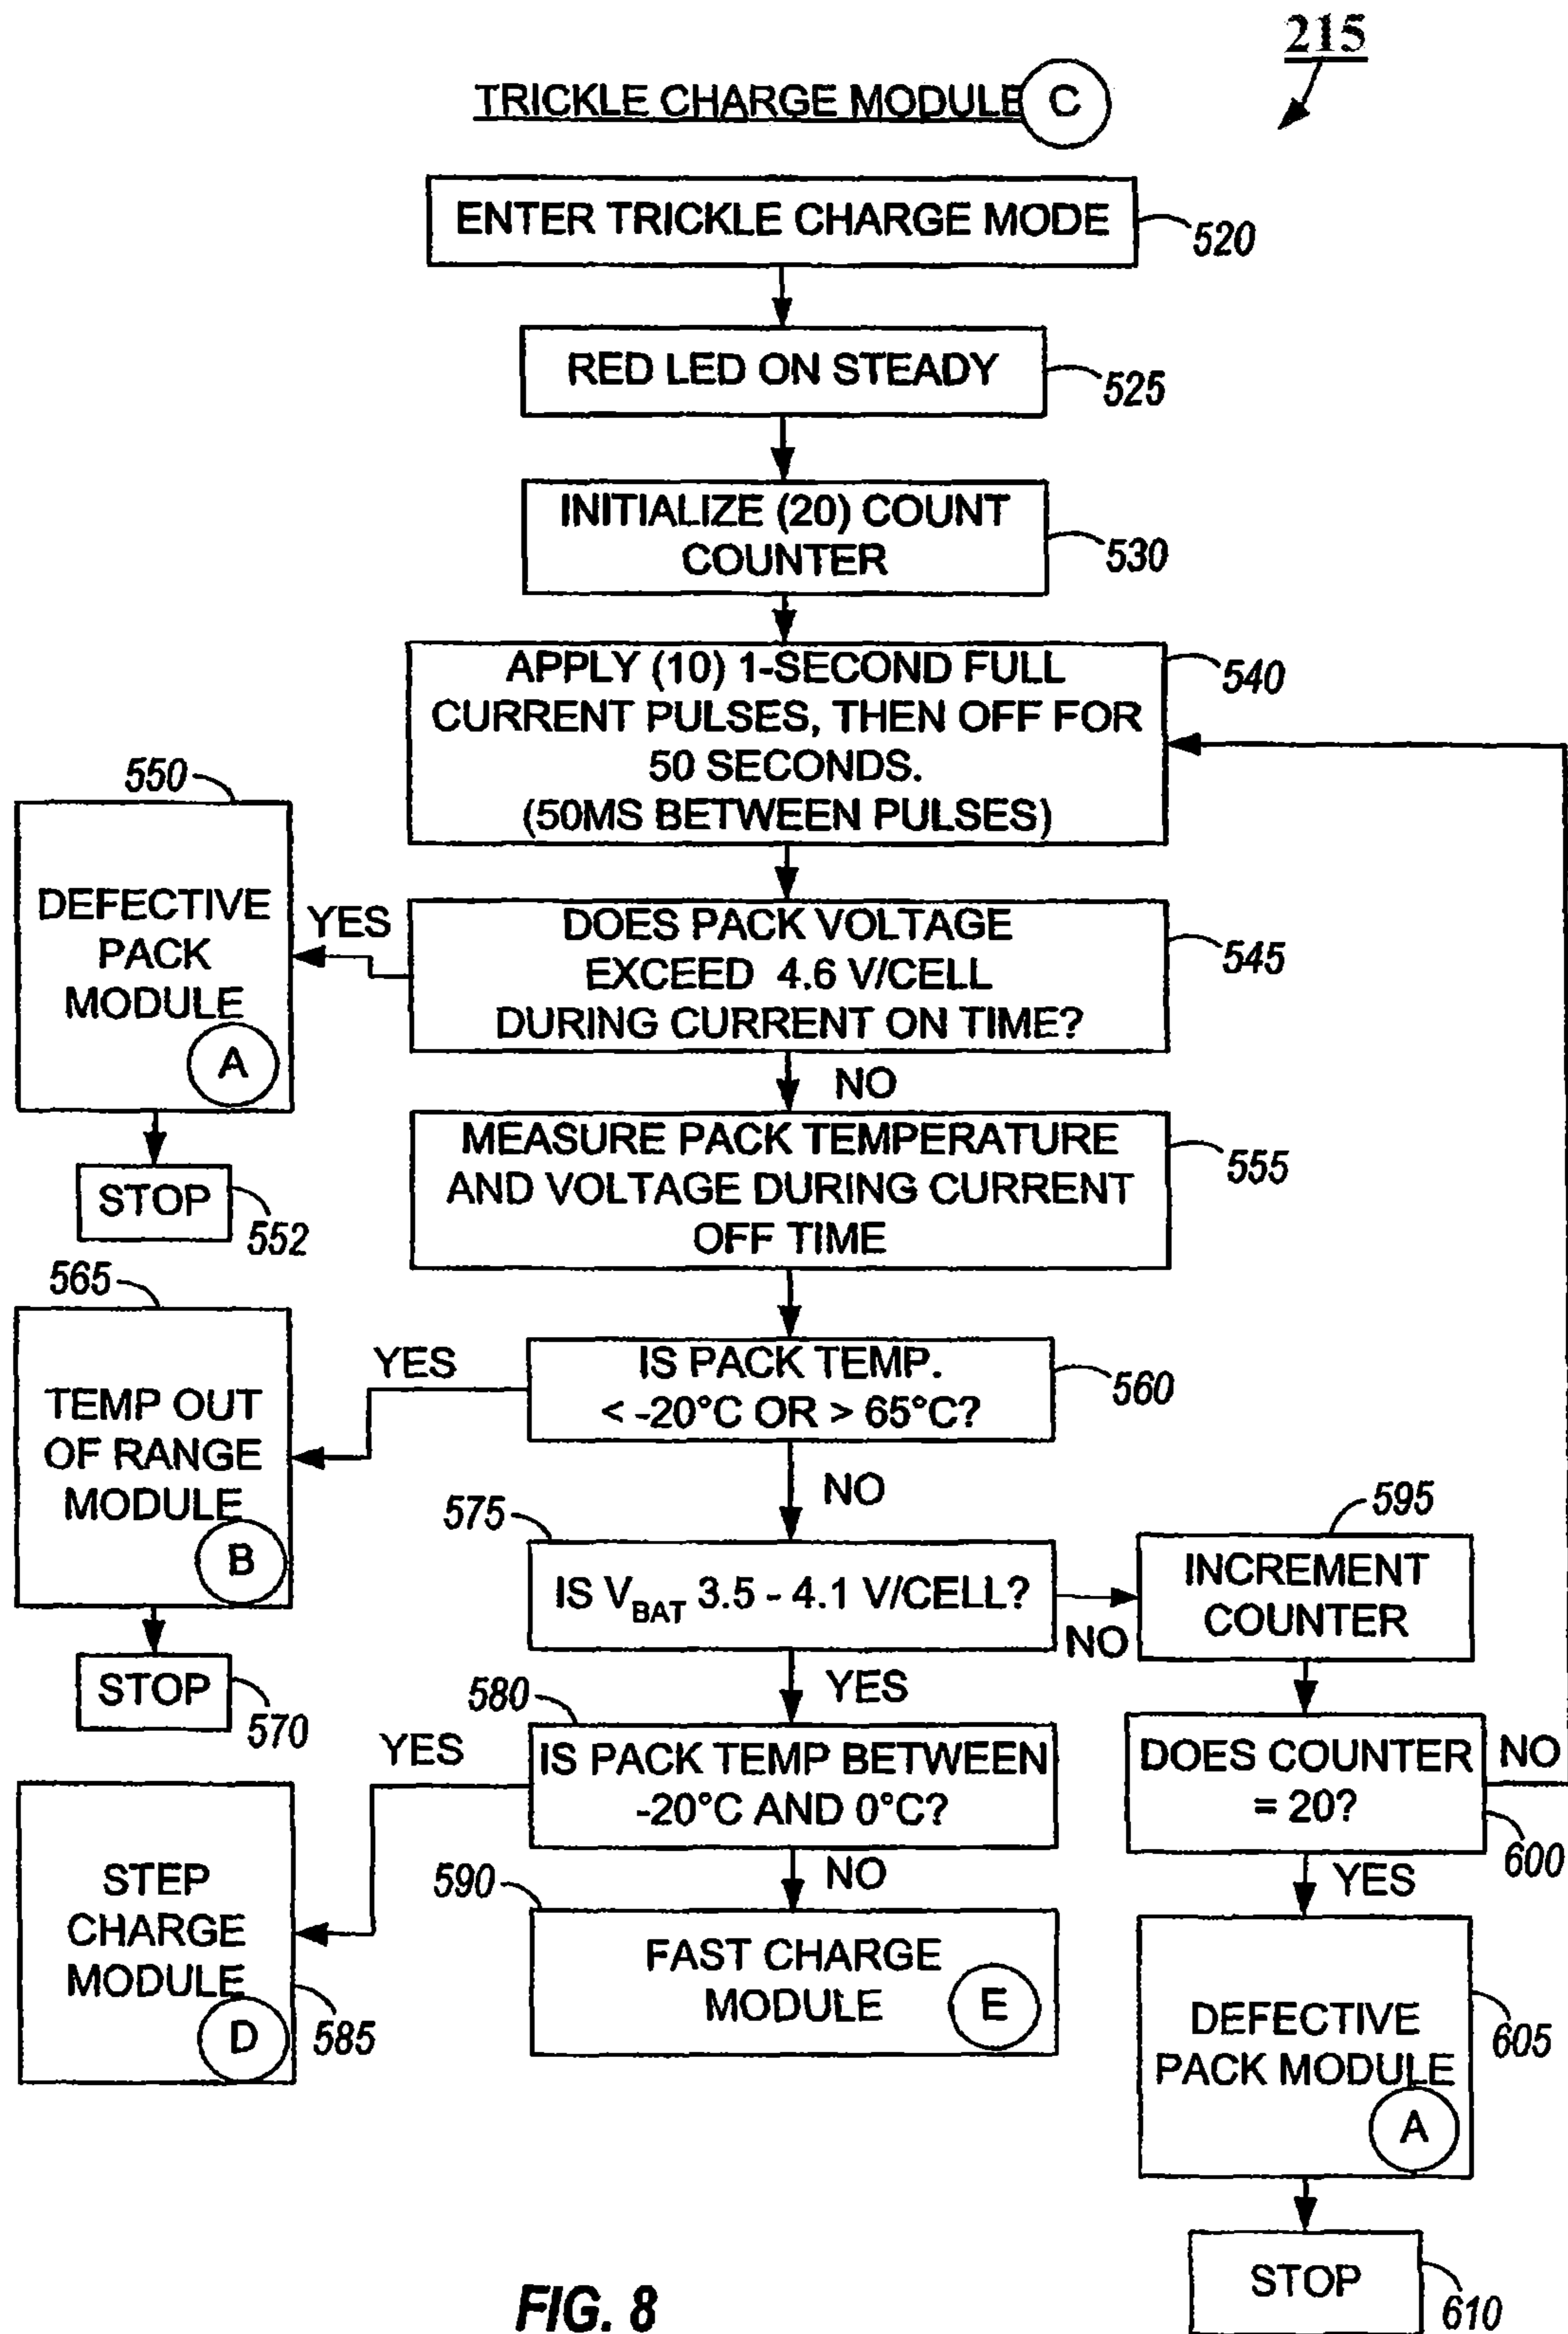 215
TRICKLE CHARGE MODULE C
ENTER TRICKLE CHARGE MODE
520
RED LED ON STEADY
525
INITIALIZE (20) COUNT
COUNTER
530
APPLY (10) 1-SECOND FULL
CURRENT PULSES, THEN OFF FOR
50 SECONDS.
(50MS BETWEEN PULSES)
540
550
DEFECTIVE
PACK
MODULE
A
YES
DOES PACK VOLTAGE
EXCEED 4.6 V/CELL
DURING CURRENT ON TIME?
545
NO
STOP
552
MEASURE PACK TEMPERATURE
AND VOLTAGE DURING CURRENT
OFF TIME
555
565
TEMP OUT
OF RANGE
MODULE
B
YES
IS PACK TEMP.
< -20°C OR > 65°C?
560
NO
STOP
570
575
IS VBAT 3.5 - 4.1 V/CELL?
NO
595
INCREMENT
COUNTER
YES
580
IS PACK TEMP BETWEEN
-20°C AND 0°C?
YES
DOES COUNTER
= 20?
NO
600
STEP
CHARGE
MODULE
D
585
NO
590
FAST CHARGE
MODULE
E
YES
DEFECTIVE
PACK MODULE
A
605
STOP
610
FIG. 8